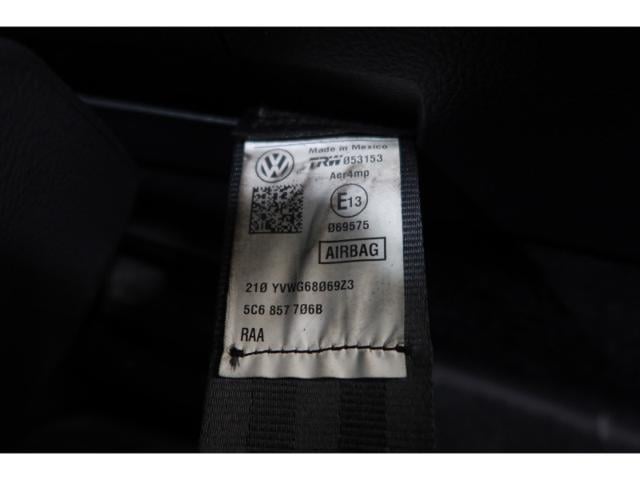 Made in Mexico
TRW 053153
Aer4mp
E13
069575
AIRBAG
210 YVWG68069Z3
5C6 857 706B
RAA